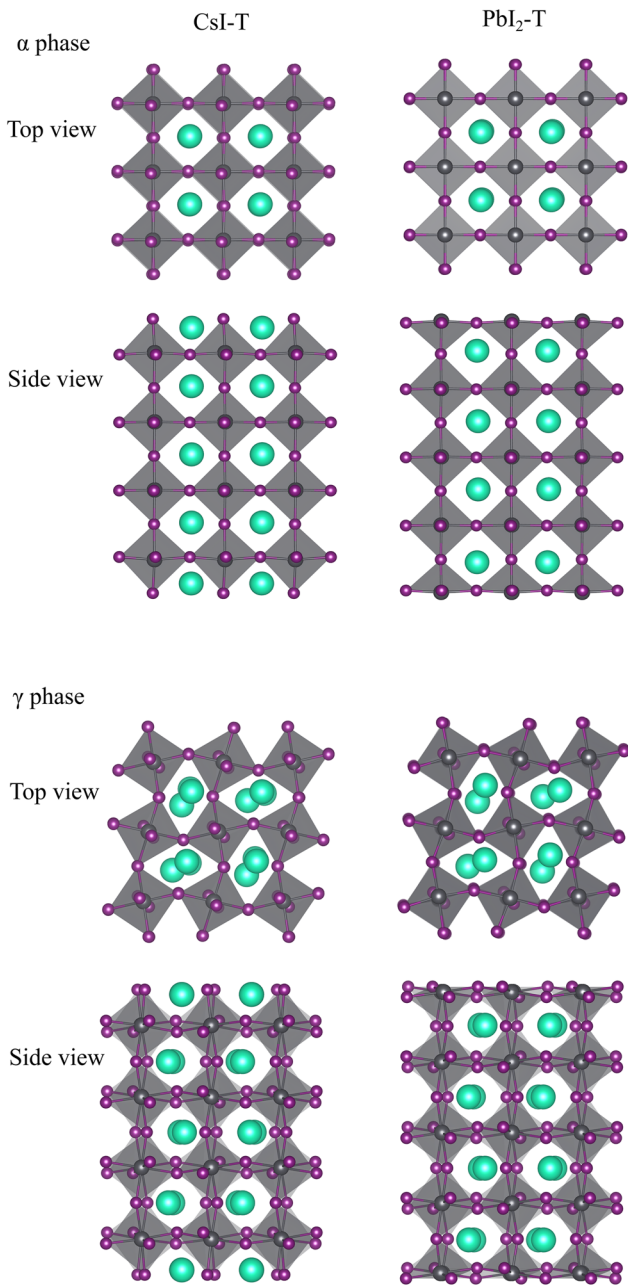 CsI-T PbI₂-T
α phase
Top view
Side view
γ phase
Top view
Side view